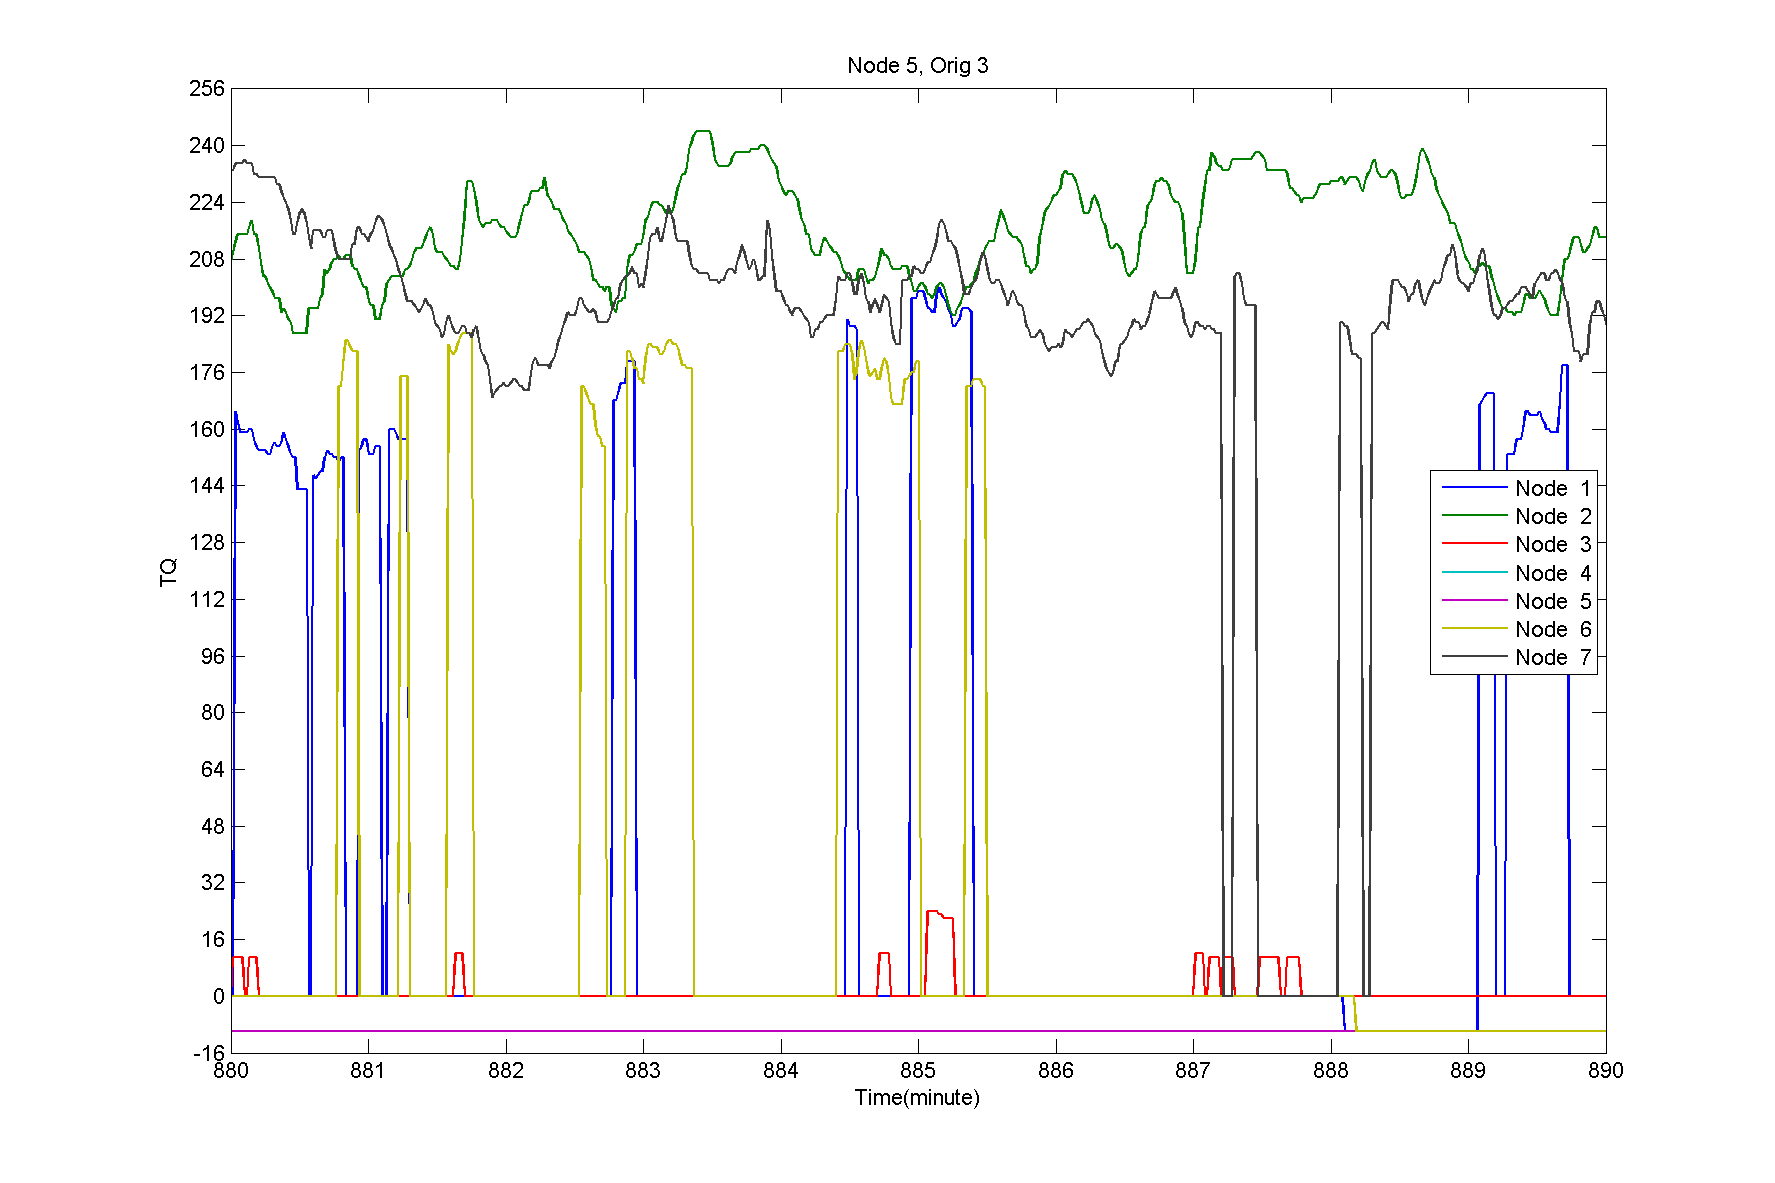 Node 5, Orig 3
256
240
224
208
192
176
160
144
128
112
96
80
64
48
32
16
0
-16
TQ
Node 1
Node 2
Node 3
Node 4
Node 5
Node 6
Node 7
880 881 882 883 884 885 886 887 888 889 890
Time(minute)